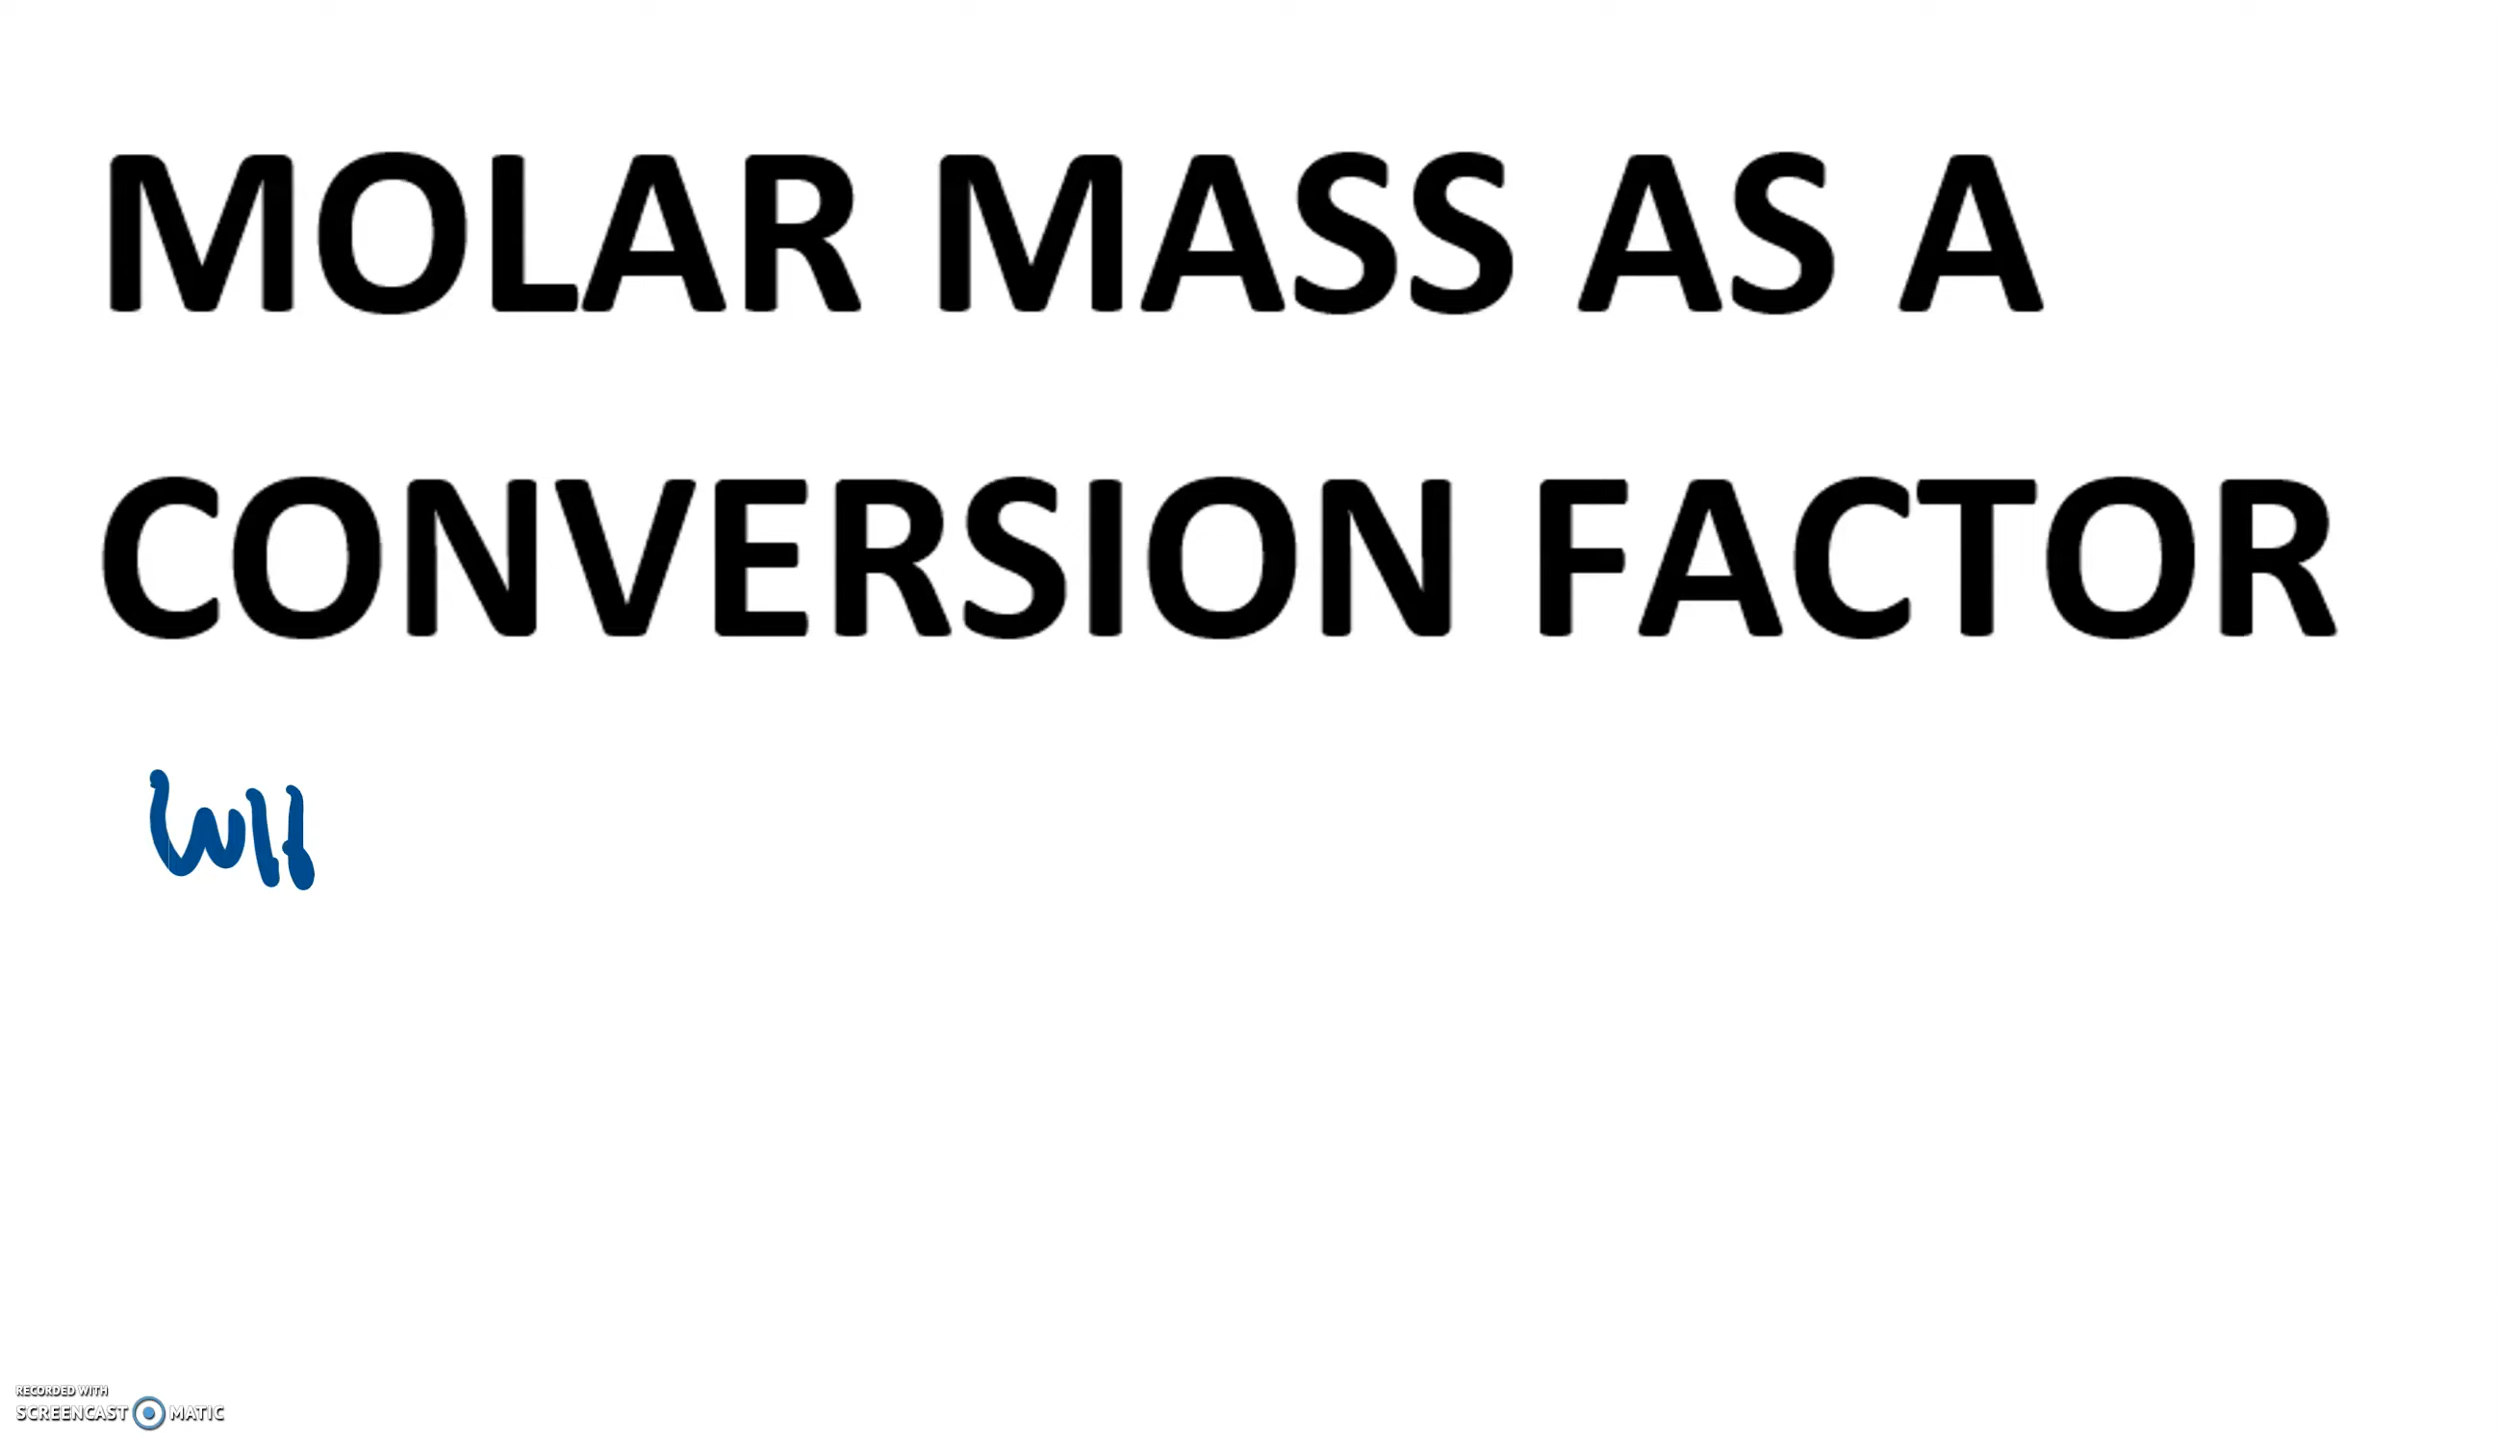 MOLAR MASS AS A
CONVERSION FACTOR
RECORDED WITH
SCREENCAST MATIC